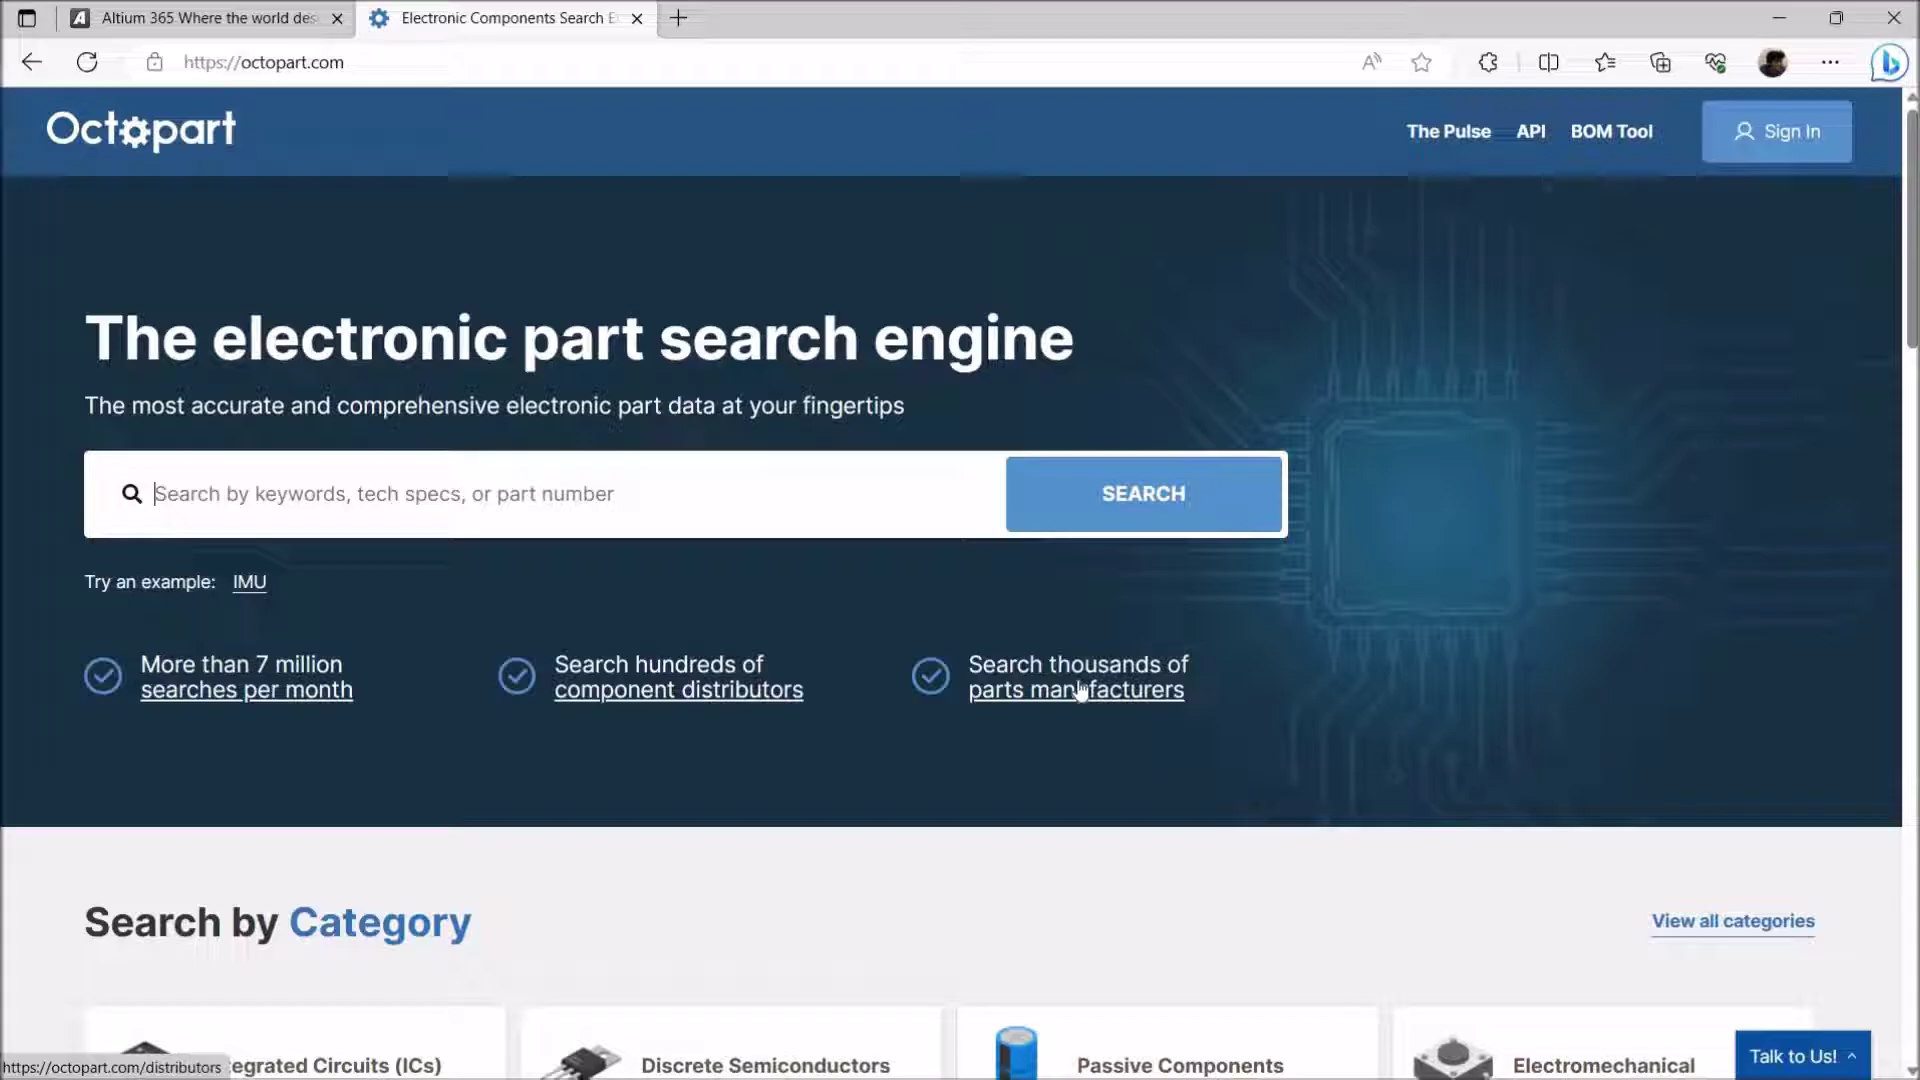 Altium 365 Where the world des
Electronic Components Search E
https://octopart.com
Octopart
The Pulse
API
BOM Tool
Sign In
The electronic part search engine
The most accurate and comprehensive electronic part data at your fingertips
Search by keywords, tech specs, or part number
SEARCH
Try an example: IMU
More than 7 million
searches per month
Search hundreds of
component distributors
Search thousands of
parts manufacturers
Search by Category
View all categories
egrated Circuits (ICs)
Discrete Semiconductors
Passive Components
Electromechanical
Talk to Us!
https://octopart.com/distributors